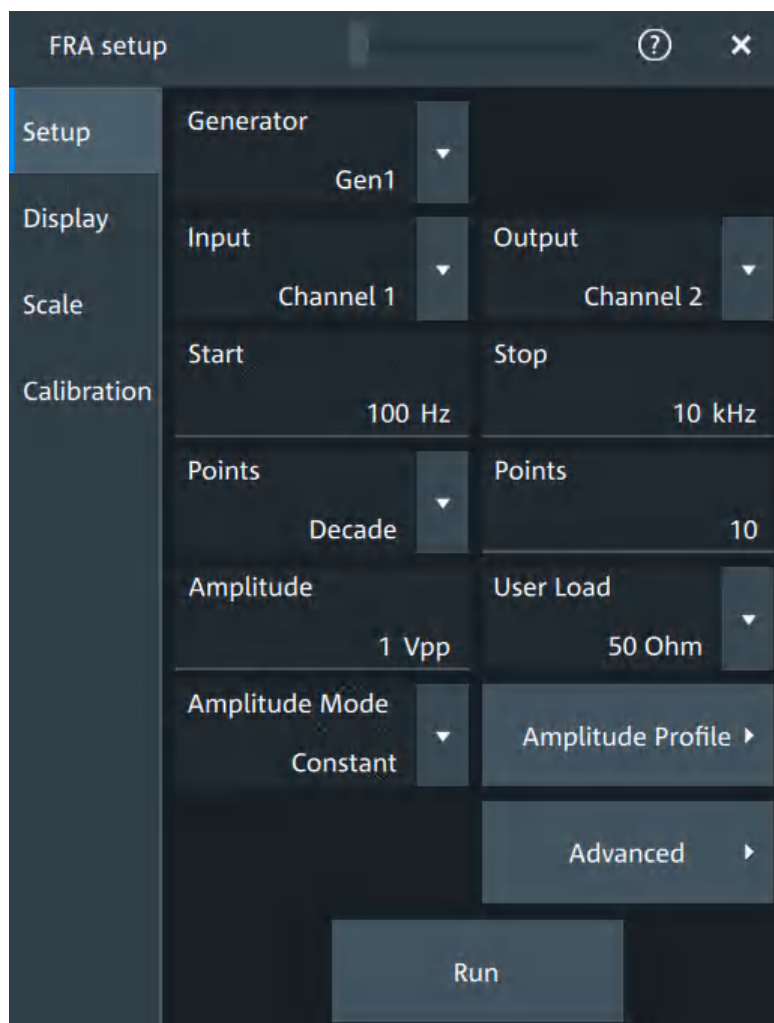 FRA setup
?
Setup
Display
Scale
Calibration
Generator
Gen1
Input
Channel 1
Output
Channel 2
Start
100 Hz
Stop
10 kHz
Points
Decade
Points
10
Amplitude
1 Vpp
User Load
50 Ohm
Amplitude Mode
Constant
Amplitude Profile
Advanced
Run